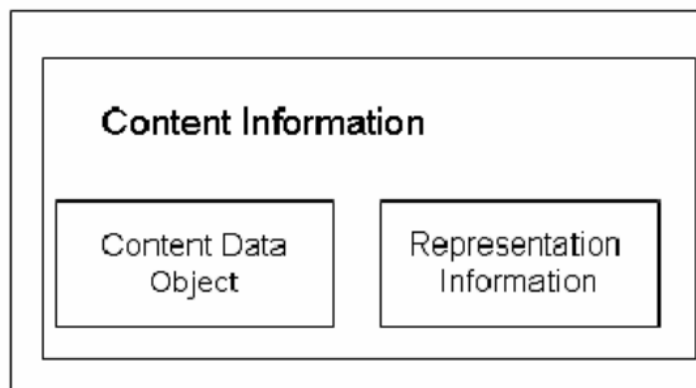 Content Information
Content Data
Object
Representation
Information